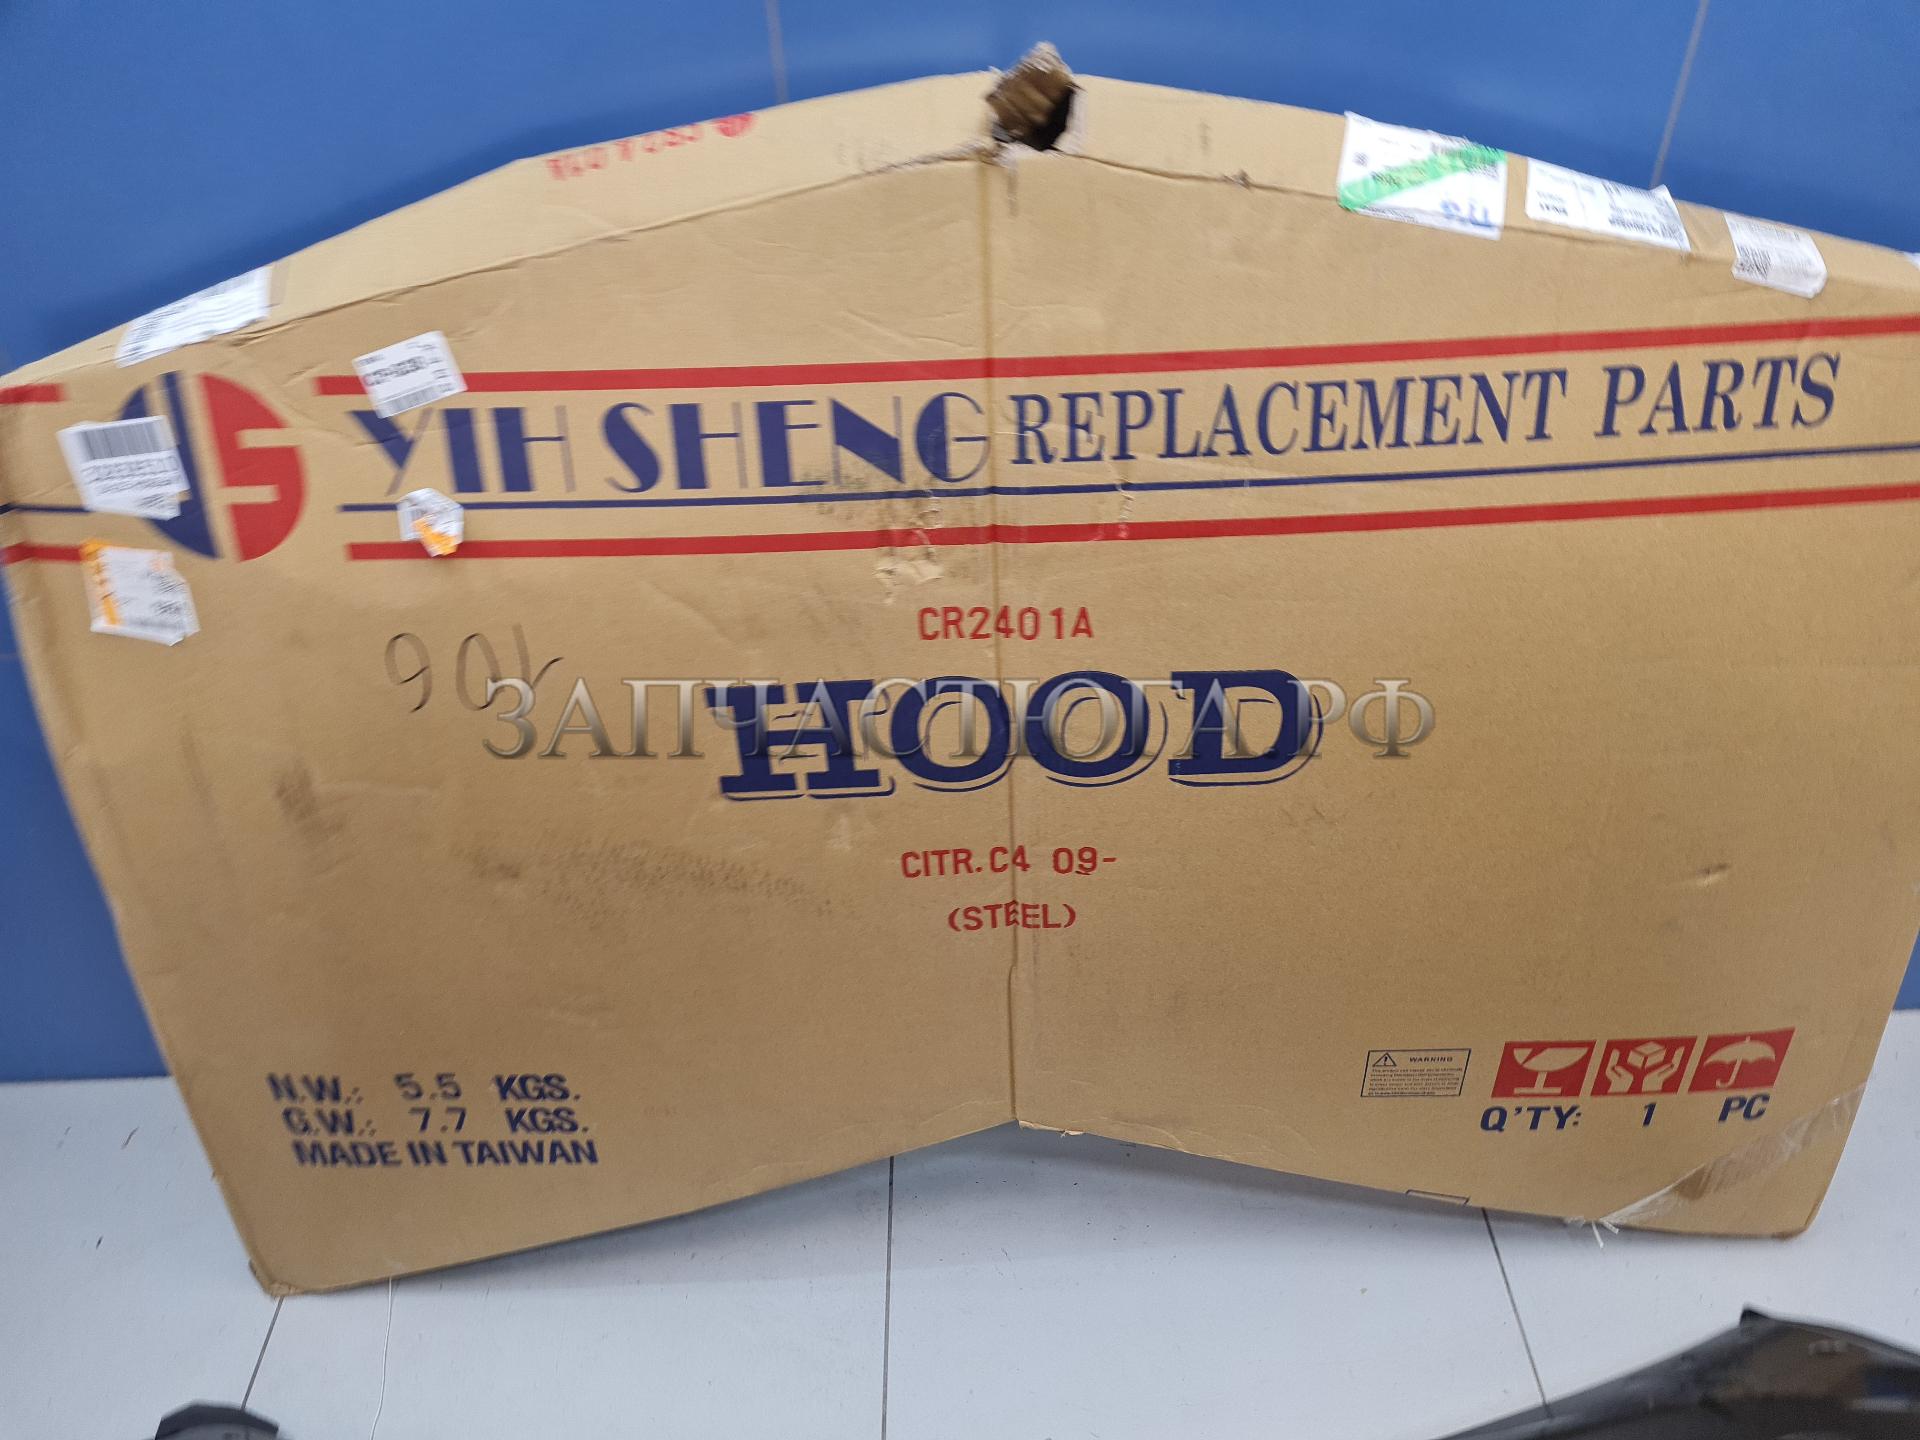 YIH SHENG REPLACEMENT PARTS
CR2401A
HOOD
ЗАПЧАСТЮГА.РФ
CITR. C4 09-
(STEEL)
N.W.: 5.5 KGS.
G.W.: 7.7 KGS.
MADE IN TAIWAN
WARNING
Q'TY: 1 PC